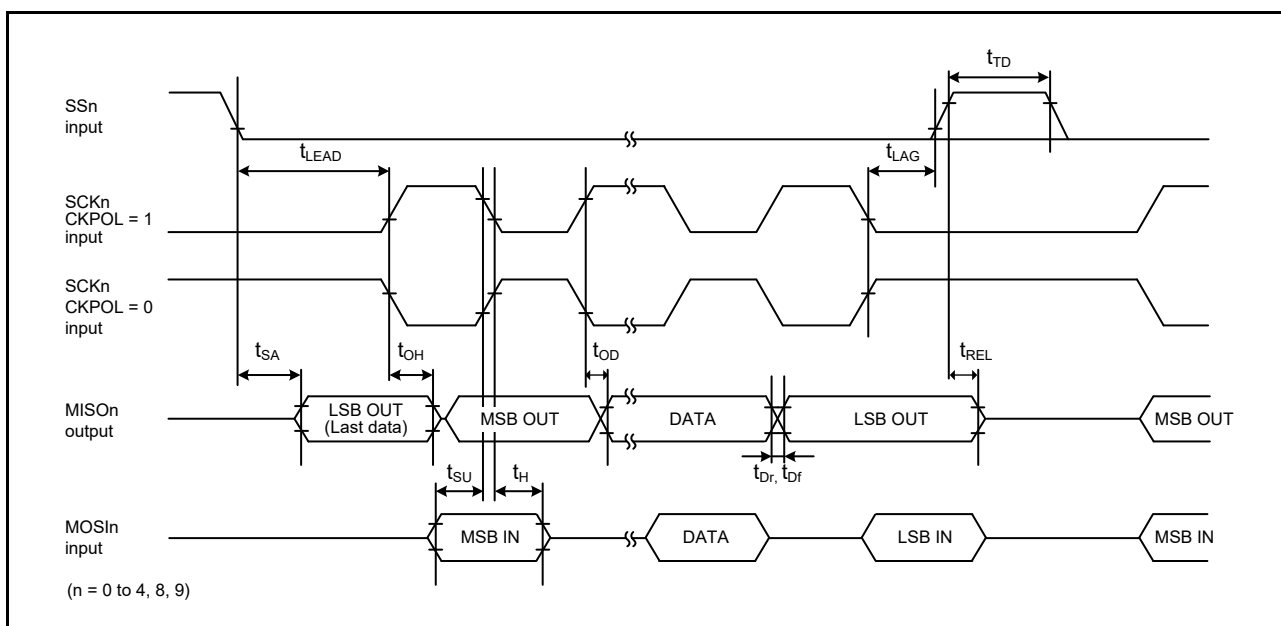 tTD
SSn
input
tLEAD
tLAG
SCKn
CKPOL = 1
input
SCKn
CKPOL = 0
input
tSA
tOH
tOD
tREL
MISOn
output
LSB OUT
(Last data)
MSB OUT
DATA
LSB OUT
MSB OUT
tSU
tH
tDr, tDf
MOSIn
input
MSB IN
DATA
LSB IN
MSB IN
(n = 0 to 4, 8, 9)